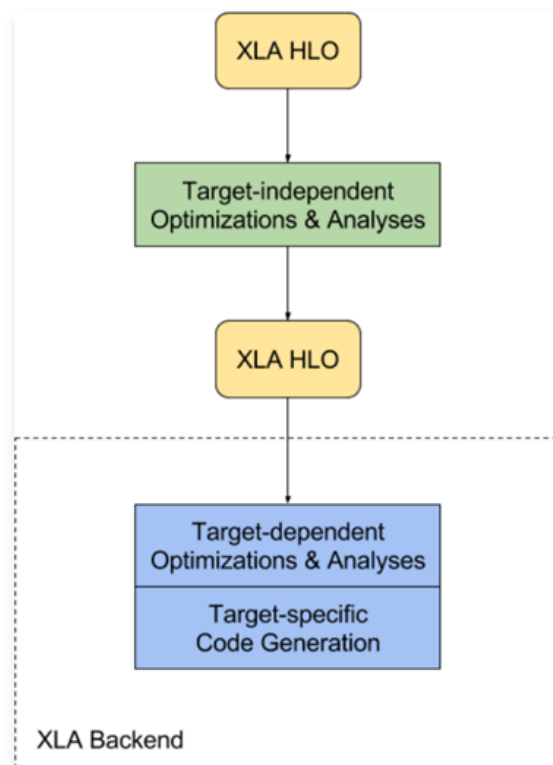 XLA HLO
Target-independent
Optimizations & Analyses
XLA HLO
Target-dependent
Optimizations & Analyses
Target-specific
Code Generation
XLA Backend